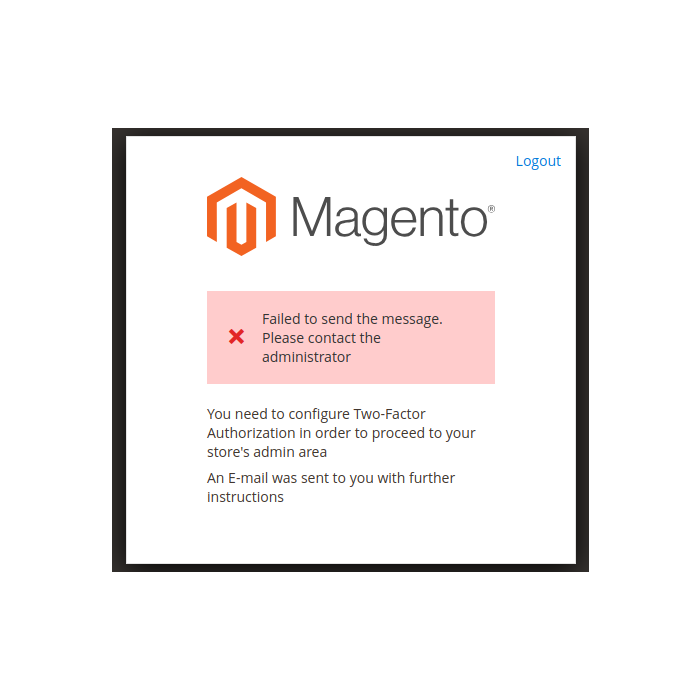 Logout
Magento®
Failed to send the message.
Please contact the
administrator
You need to configure Two-Factor
Authorization in order to proceed to your
store's admin area
An E-mail was sent to you with further
instructions